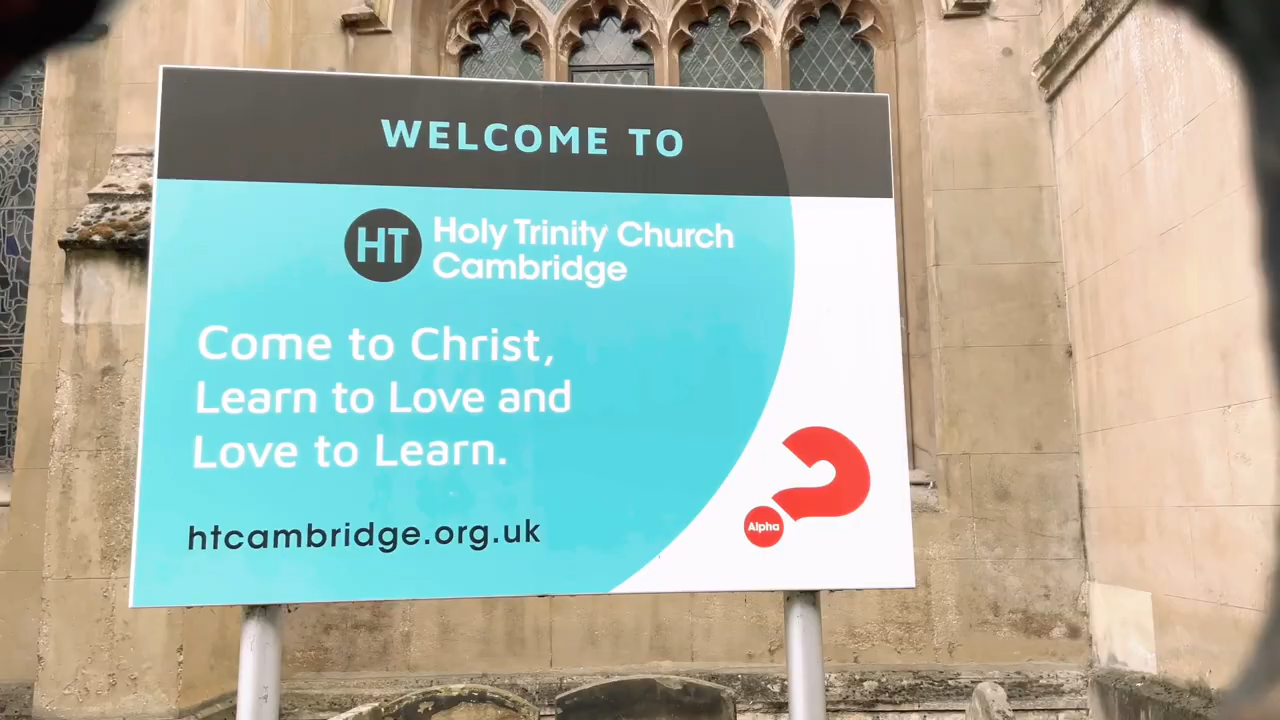 WELCOME TO
HT
Holy Trinity Church
Cambridge
Come to Christ,
Learn to Love and
Love to Learn.
htcambridge.org.uk
Alpha